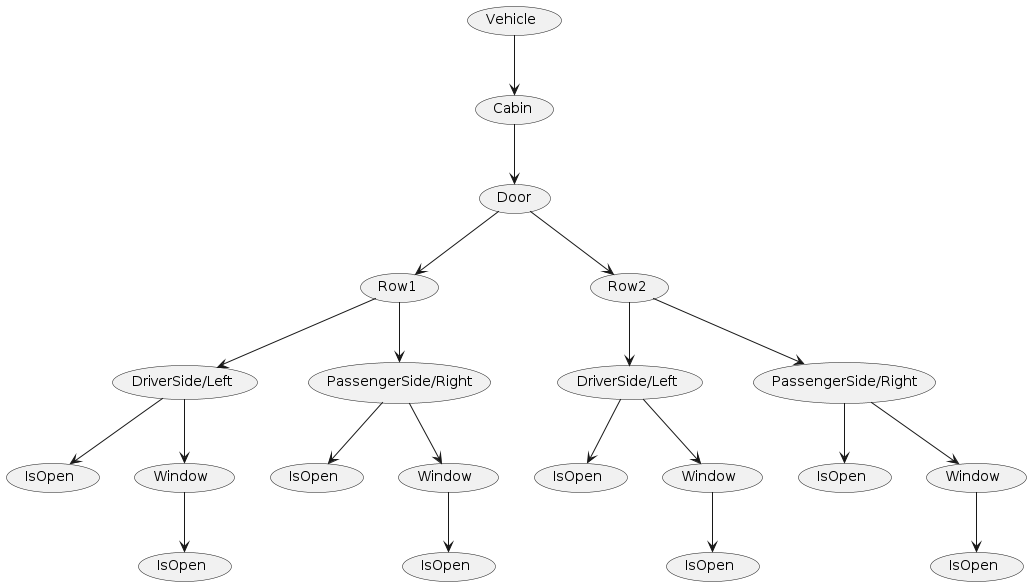 Vehicle
Cabin
Door
Row1
Row2
DriverSide/Left
PassengerSide/Right
DriverSide/Left
PassengerSide/Right
IsOpen
Window
IsOpen
Window
IsOpen
Window
IsOpen
Window
IsOpen
IsOpen
IsOpen
IsOpen